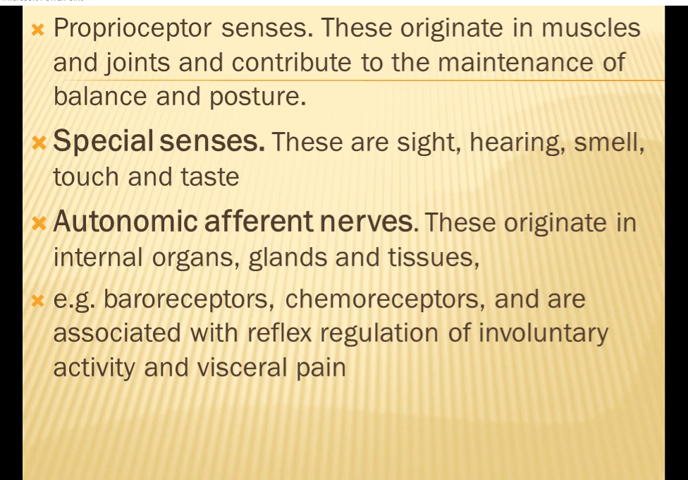 Proprioceptor senses. These originate in muscles
and joints and contribute to the maintenance of
balance and posture.
Special senses. These are sight, hearing, smell,
touch and taste
Autonomic afferent nerves. These originate in
internal organs, glands and tissues,
e.g. baroreceptors, chemoreceptors, and are
associated with reflex regulation of involuntary
activity and visceral pain